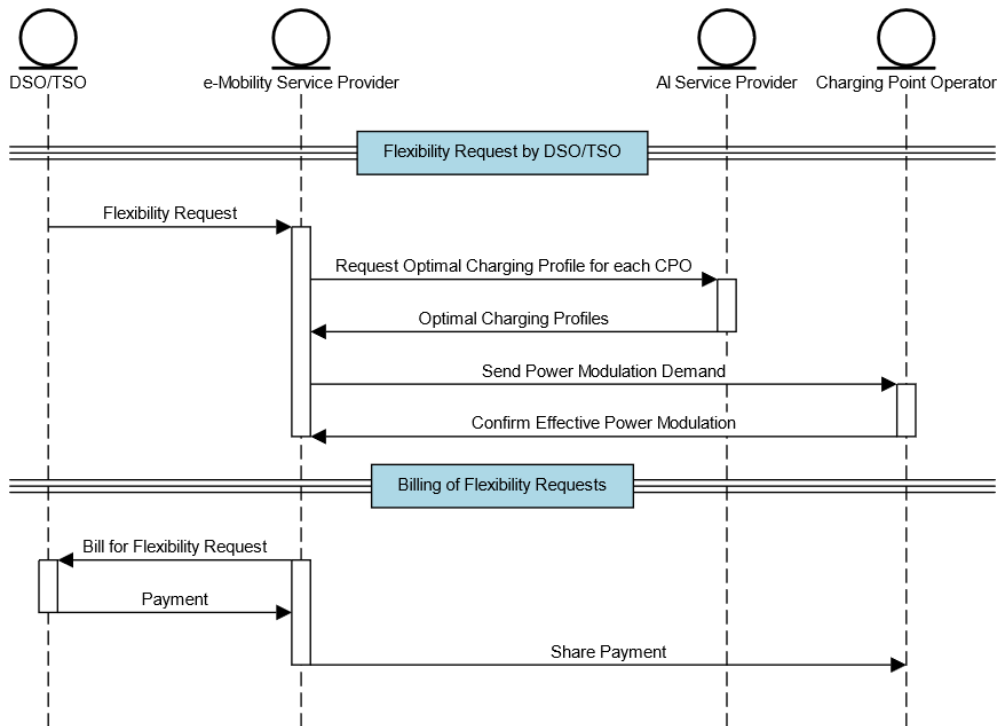 DSO/TSO
e-Mobility Service Provider
AI Service Provider
Charging Point Operator
Flexibility Request by DSO/TSO
Flexibility Request
Request Optimal Charging Profile for each CPO
Optimal Charging Profiles
Send Power Modulation Demand
Confirm Effective Power Modulation
Billing of Flexibility Requests
Bill for Flexibility Request
Payment
Share Payment